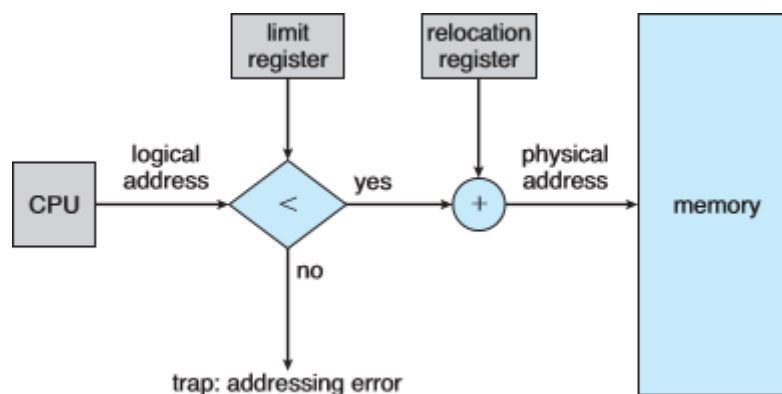 limit
register
relocation
register
logical
address
physical
address
CPU
<
yes
+
memory
no
trap: addressing error